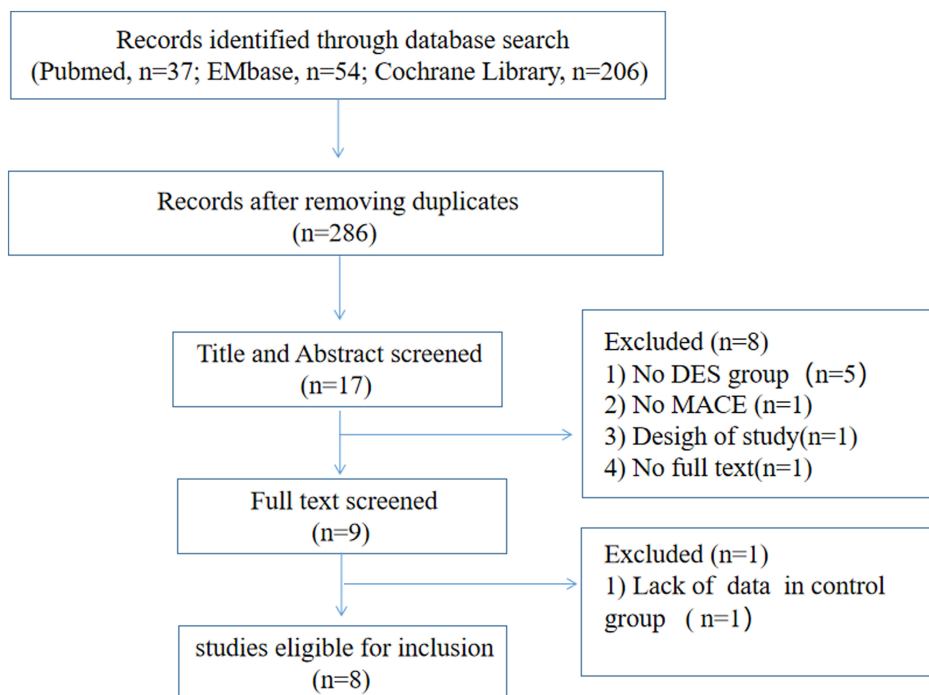 Records identified through database search
(Pubmed, n=37; EMbase, n=54; Cochrane Library, n=206)
Records after removing duplicates
(n=286)
Title and Abstract screened
(n=17)
Excluded (n=8)
1) No DES group (n=5)
2) No MACE (n=1)
3) Desigh of study(n=1)
4) No full text(n=1)
Full text screened
(n=9)
Excluded (n=1)
1) Lack of data in control
group ( n=1)
studies eligible for inclusion
(n=8)